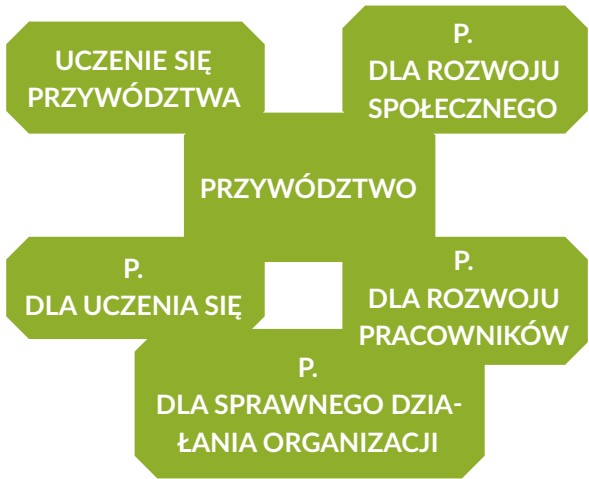 UCZENIE SIĘ
PRZYWÓDZTWA
P.
DLA ROZWOJU
SPOŁECZNEGO
PRZYWÓDZTWO
P.
DLA UCZENIA SIĘ
P.
DLA ROZWOJU
PRACOWNIKÓW
P.
DLA SPRAWNEGO DZIA-
ŁANIA ORGANIZACJI